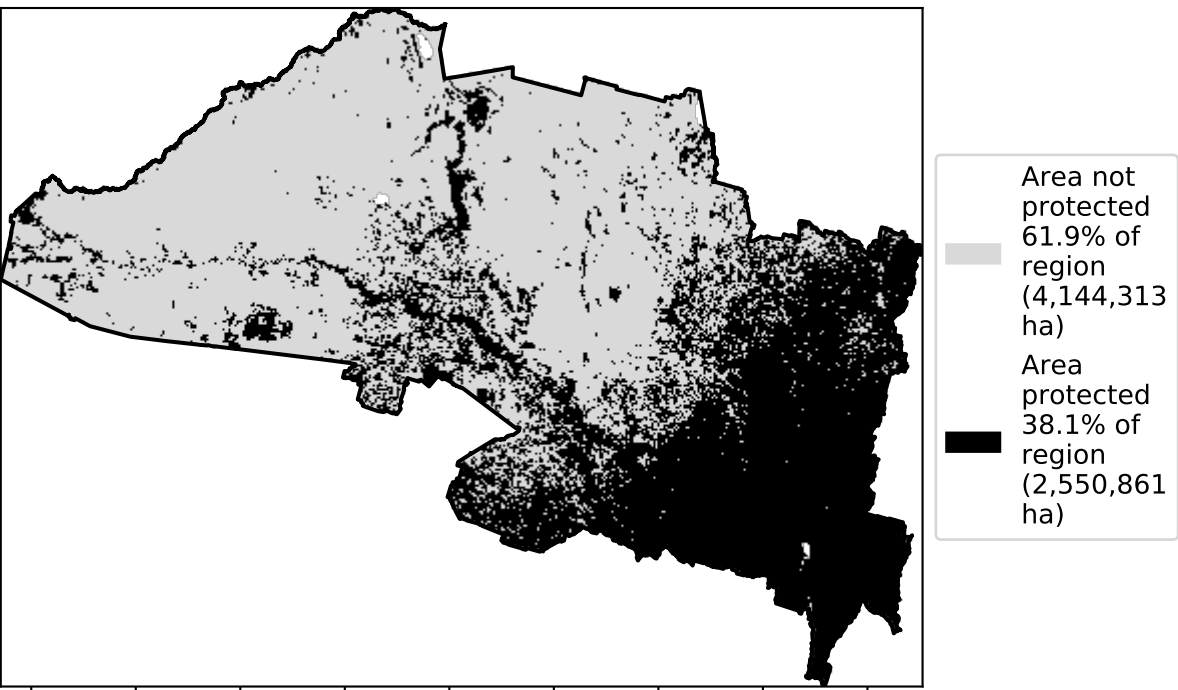 Area not
protected
61.9% of
region
(4,144,313
ha)
Area
protected
38.1% of
region
(2,550,861
ha)